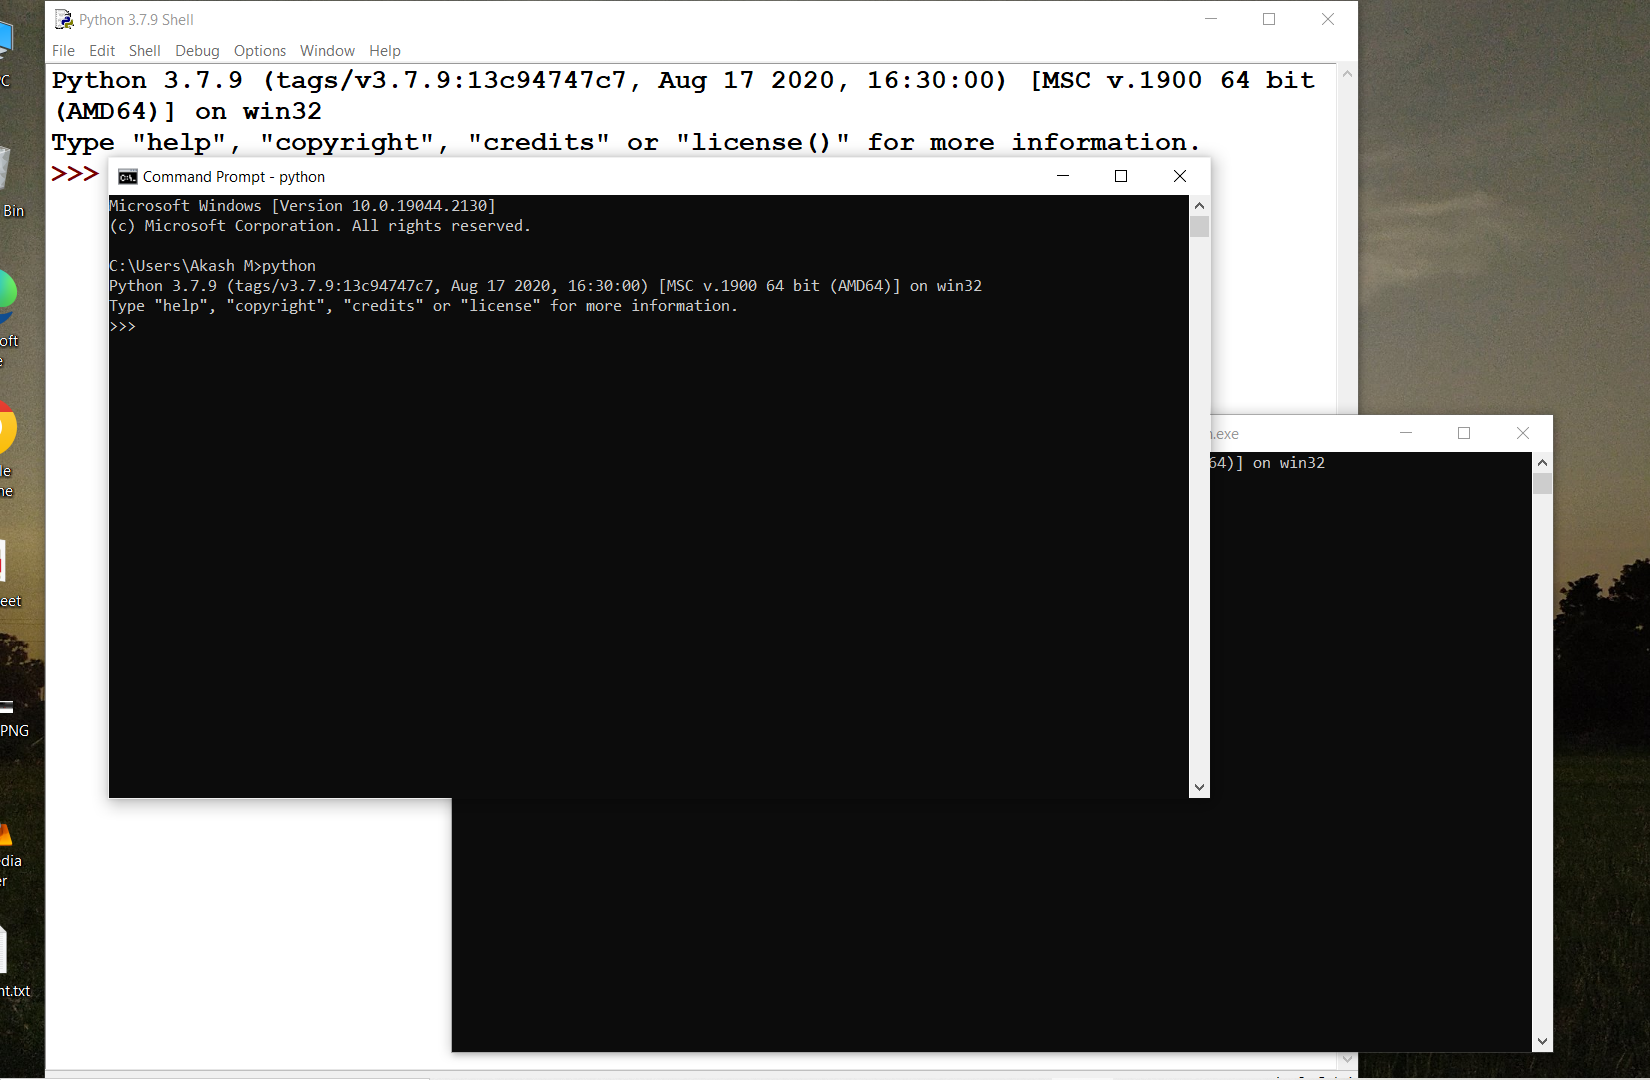 Python 3.7.9 Shell
File Edit Shell Debug Options Window Help
Python 3.7.9 (tags/v3.7.9:13c94747c7, Aug 17 2020, 16:30:00) [MSC v.1900 64 bit
(AMD64)] on win32
Type "help", "copyright", "credits" or "license()" for more information.
>>>
Command Prompt - python
Microsoft Windows [Version 10.0.19044.2130]
(c) Microsoft Corporation. All rights reserved.
C:\Users\Akash M>python
Python 3.7.9 (tags/v3.7.9:13c94747c7, Aug 17 2020, 16:30:00) [MSC v.1900 64 bit (AMD64)] on win32
Type "help", "copyright", "credits" or "license" for more information.
>>>
.exe
64)] on win32
C
Bin
oft
e
le
ne
eet
PNG
dia
er
nt.txt